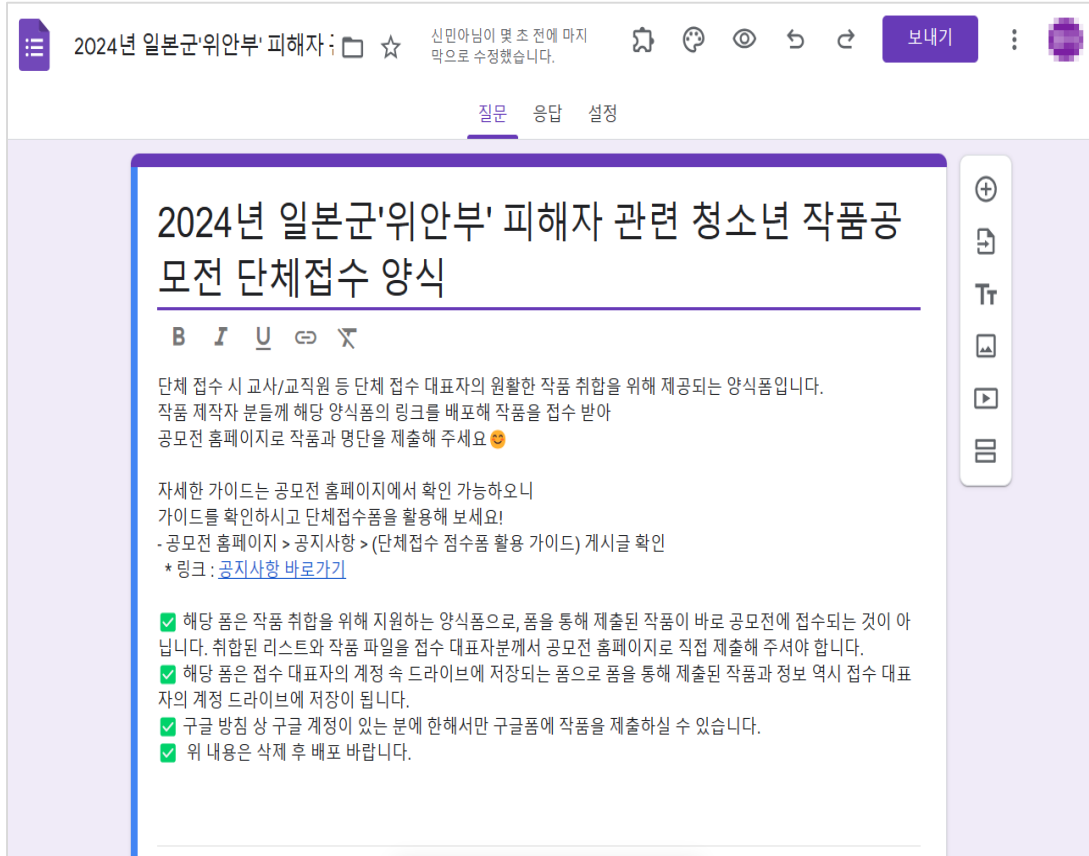 2024년 일본군'위안부' 피해자
신민아님이 몇 초 전에 마지
막으로 수정했습니다.
보내기
질문 응답 설정
2024년 일본군'위안부' 피해자 관련 청소년 작품공
모전 단체접수 양식
B I U
단체 접수 시 교사/교직원 등 단체 접수 대표자의 원활한 작품 취합을 위해 제공되는 양식폼입니다.
작품 제작자 분들께 해당 양식폼의 링크를 배포해 작품을 접수 받아
공모전 홈페이지로 작품과 명단을 제출해 주세요😊
자세한 가이드는 공모전 홈페이지에서 확인 가능하오니
가이드를 확인하시고 단체접수폼을 활용해 보세요!
- 공모전 홈페이지 > 공지사항 > (단체접수 점수폼 활용 가이드) 게시글 확인
* 링크 : 공지사항 바로가기
✅ 해당 폼은 작품 취합을 위해 지원하는 양식폼으로, 폼을 통해 제출된 작품이 바로 공모전에 접수되는 것이 아
닙니다. 취합된 리스트와 작품 파일을 접수 대표자분께서 공모전 홈페이지로 직접 제출해 주셔야 합니다.
✅ 해당 폼은 접수 대표자의 계정 속 드라이브에 저장되는 폼으로 폼을 통해 제출된 작품과 정보 역시 접수 대표
자의 계정 드라이브에 저장이 됩니다.
✅ 구글 방침 상 구글 계정이 있는 분에 한해서만 구글폼에 작품을 제출하실 수 있습니다.
✅ 위 내용은 삭제 후 배포 바랍니다.
Tт